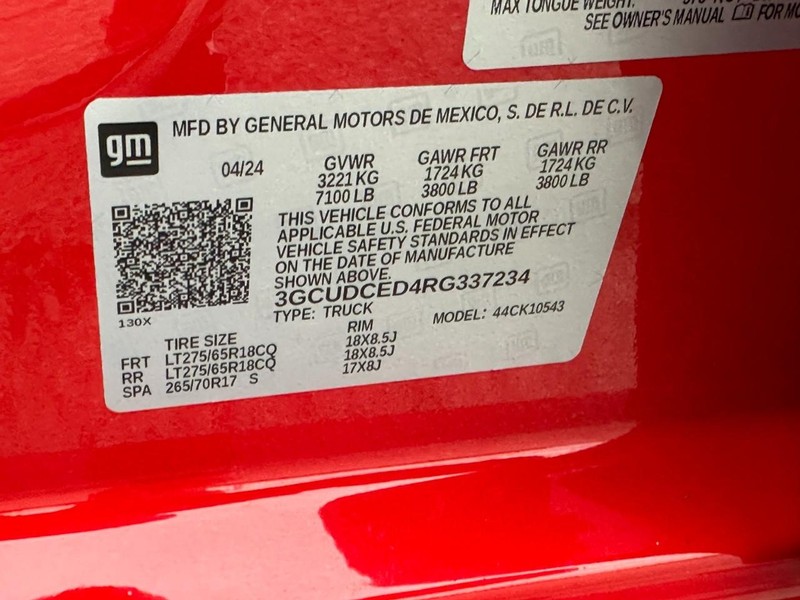 MAX TONGUE WEIGHT:
SEE OWNER'S MANUAL FOR
gm
MFD BY GENERAL MOTORS DE MEXICO, S. DE R.L. DE C.V.
04/24 GVWR GAWR FRT GAWR RR
3221 KG 1724 KG 1724 KG
7100 LB 3800 LB 3800 LB
THIS VEHICLE CONFORMS TO ALL
APPLICABLE U.S. FEDERAL MOTOR
VEHICLE SAFETY STANDARDS IN EFFECT
ON THE DATE OF MANUFACTURE
SHOWN ABOVE.
3GCUDCED4RG337234
TYPE: TRUCK MODEL: 44CK10543
130X
TIRE SIZE RIM
FRT LT275/65R18CQ 18X8.5J
RR LT275/65R18CQ 18X8.5J
SPA 265/70R17 S 17X8J